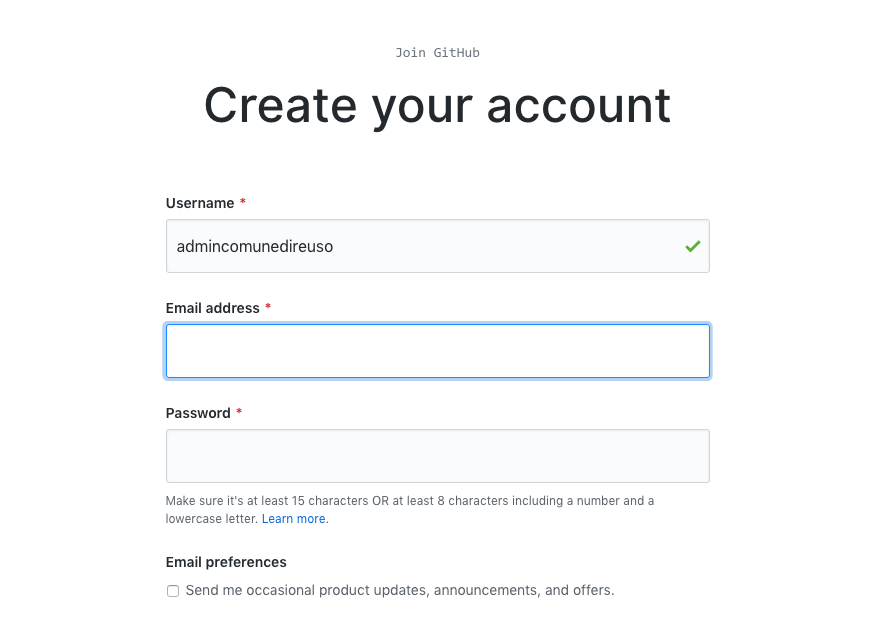 Join GitHub
Create your account
Username *
admincomunedireuso
Email address *
Password *
Make sure it's at least 15 characters OR at least 8 characters including a number and a
lowercase letter. Learn more.
Email preferences
Send me occasional product updates, announcements, and offers.